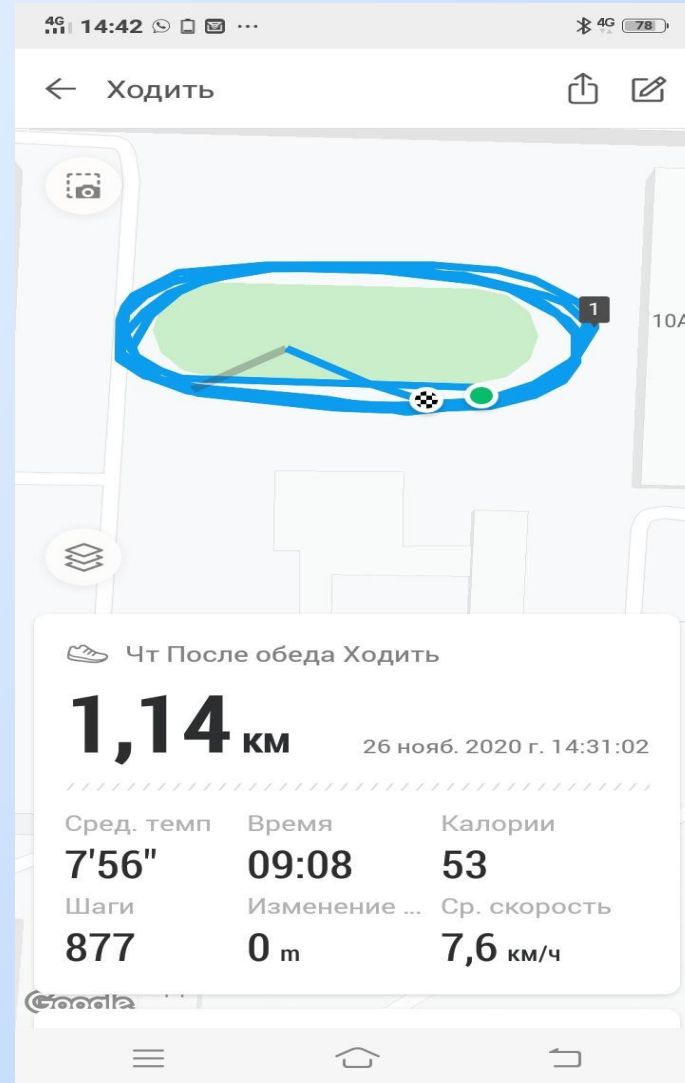 4G 14:42 ... 4G 78
Ходить
1
10A
Чт После обеда Ходить
1,14 км
26 нояб. 2020 г. 14:31:02
Сред. темп Время Калории
7'56" 09:08 53
Шаги Изменение ... Ср. скорость
877 0 m 7,6 км/ч
Google